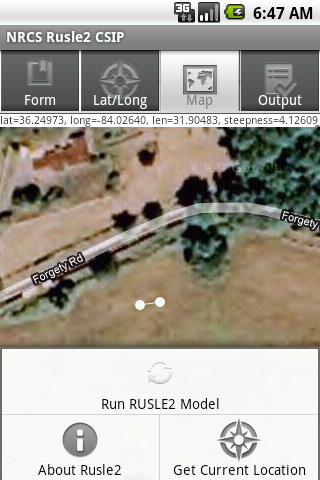 3G
6:47 AM
NRCS Rusle2 CSIP
Form
Lat/Long
Map
Output
lat=36.24973, long=-84.02640, len=31.90483, steepness=4.12609
Forgety Rd
Forgety
Run RUSLE2 Model
About Rusle2
Get Current Location